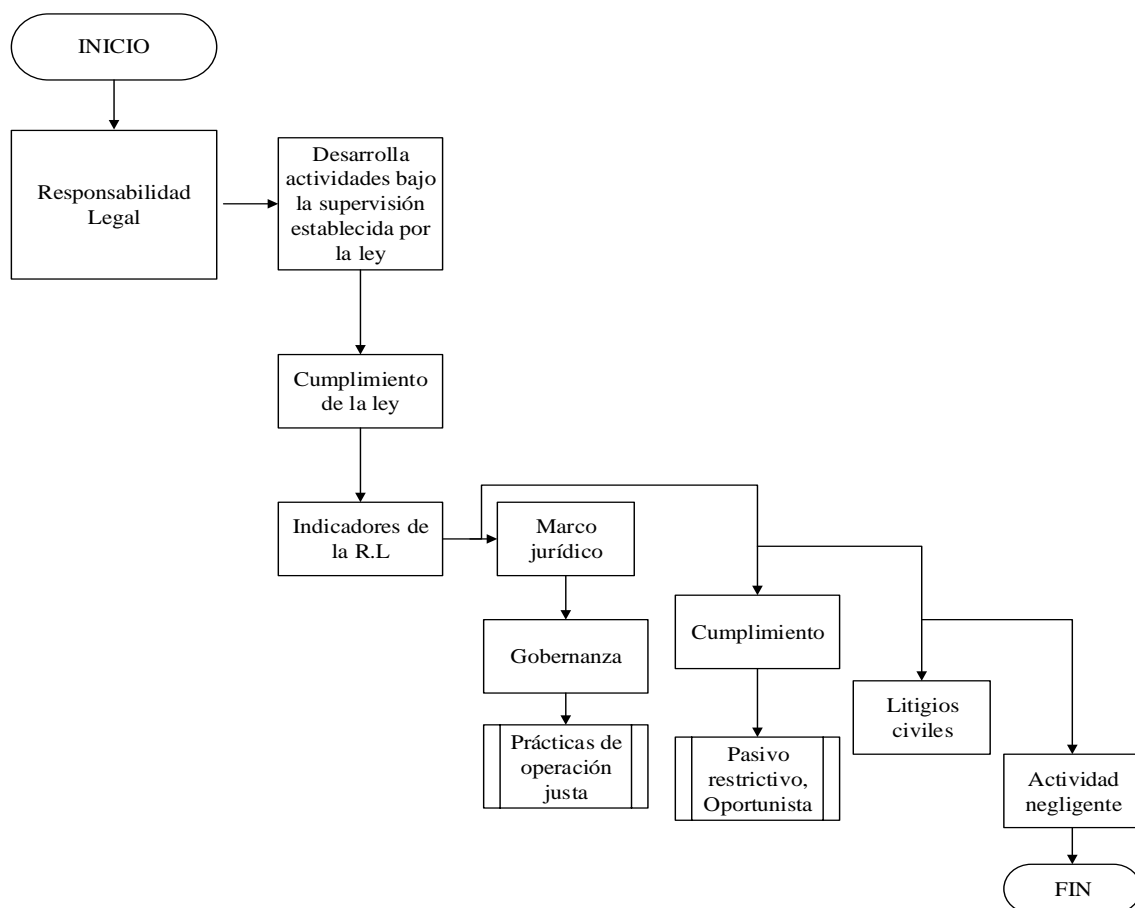 INICIO
Responsabilidad
Legal
Desarrolla
actividades bajo
la supervisión
establecida por
la ley
Cumplimiento
de la ley
Indicadores de
la R.L
Marco
jurídico
Gobernanza
Prácticas de
operación
justa
Cumplimiento
Pasivo
restrictivo,
Oportunista
Litigios
civiles
Actividad
negligente
FIN